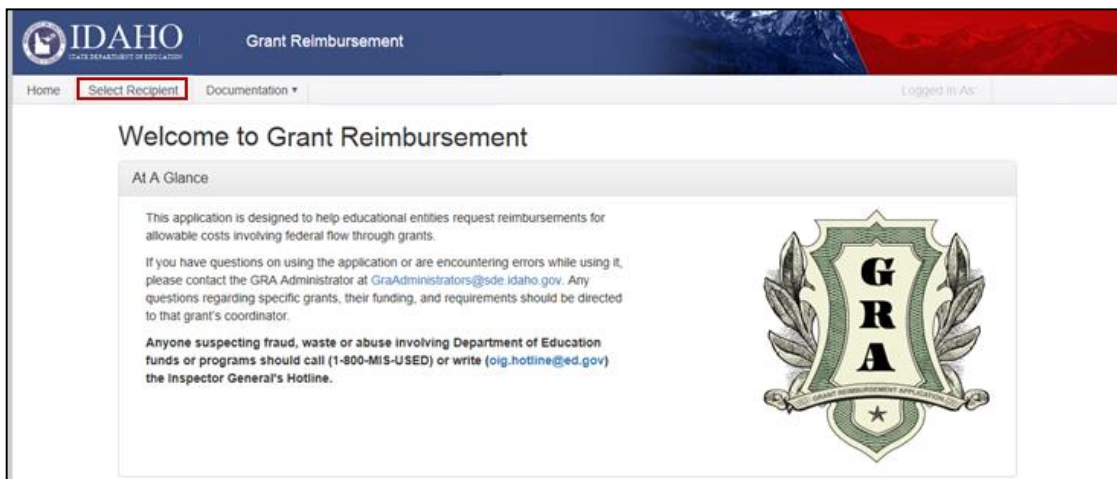 IDAHO
STATE DEPARTMENT OF EDUCATION
Grant Reimbursement
Home Select Recipient Documentation ▾ Logged In As:
Welcome to Grant Reimbursement
At A Glance
This application is designed to help educational entities request reimbursements for
allowable costs involving federal flow through grants.
If you have questions on using the application or are encountering errors while using it,
please contact the GRA Administrator at GraAdministrators@sde.idaho.gov. Any
questions regarding specific grants, their funding, and requirements should be directed
to that grant's coordinator.
Anyone suspecting fraud, waste or abuse involving Department of Education
funds or programs should call (1-800-MIS-USED) or write (oig.hotline@ed.gov)
the Inspector General's Hotline.
G
R
A
GRANT REIMBURSEMENT APPLICATION